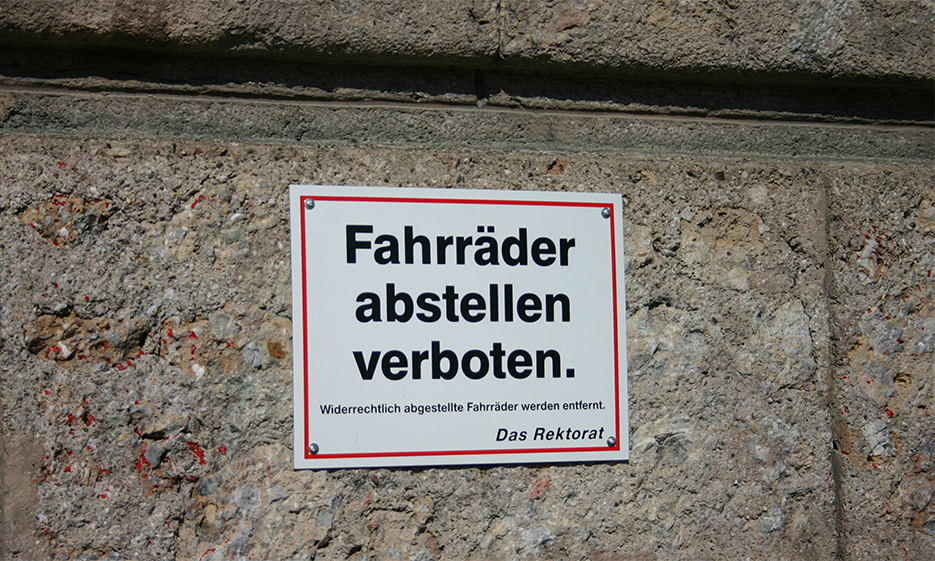 Fahrräder
abstellen
verboten.
Widerrechtlich abgestellte Fahrräder werden entfernt.
Das Rektorat